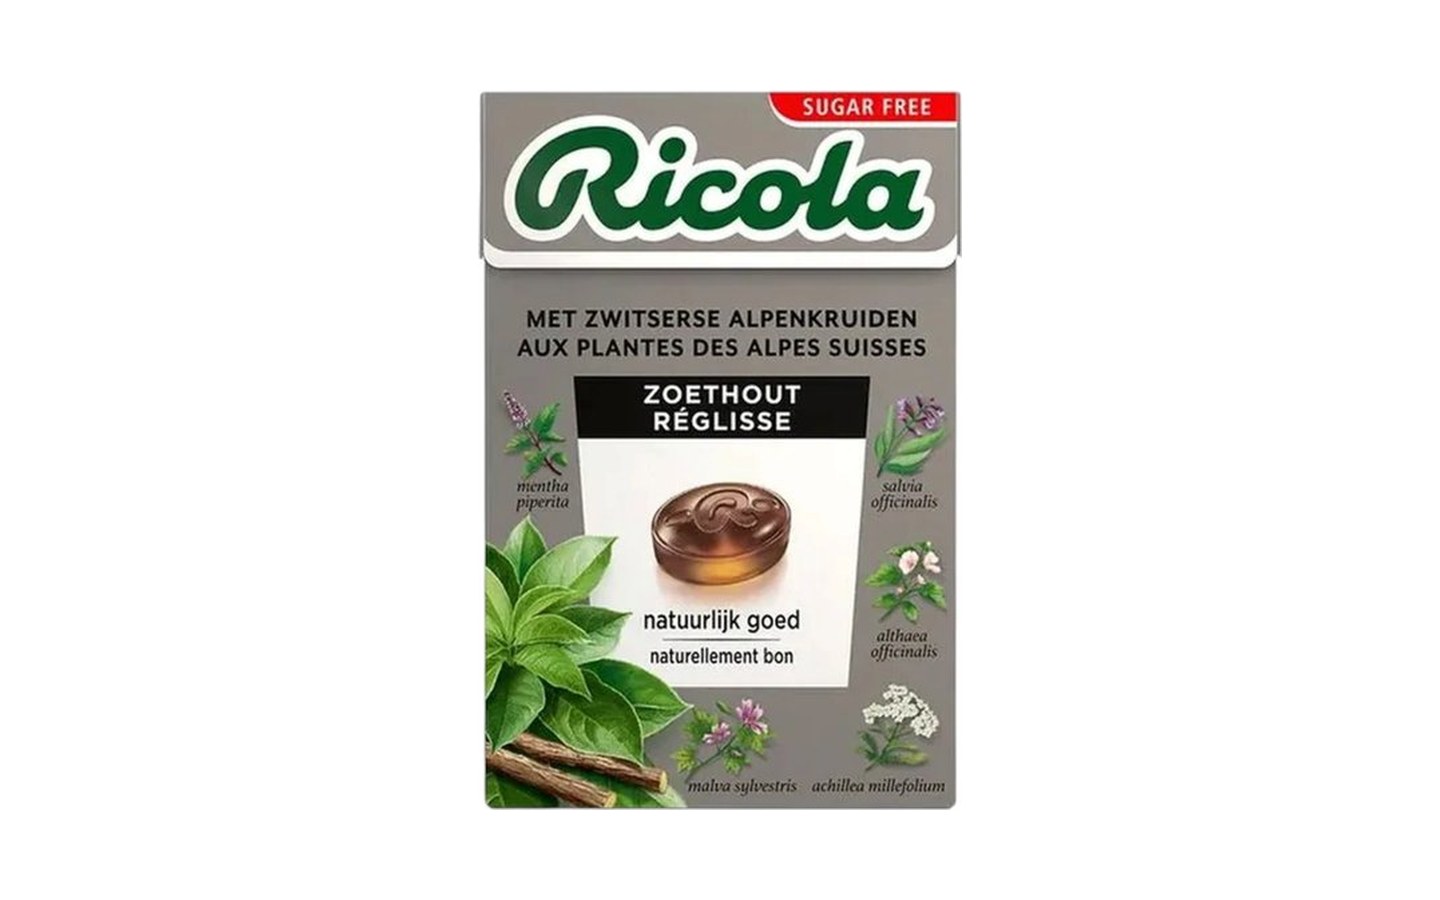 SUGAR FREE
Ricola
MET ZWITSERSE ALPENKRUIDEN
AUX PLANTES DES ALPES SUISSES
ZOETHOUT
RÉGLISSE
mentha
piperita
salvia
officinalis
natuurlijk goed
naturellement bon
althaea
officinalis
malva sylvestris
achillea millefolium